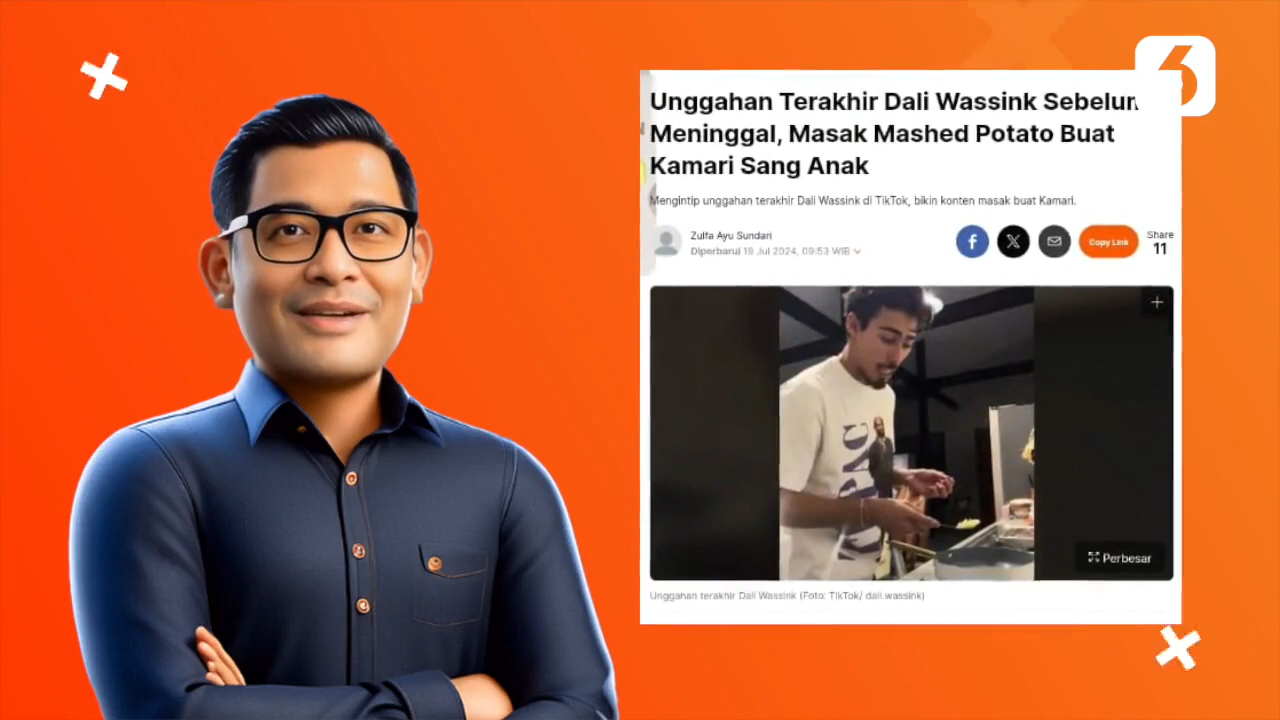 6
Unggahan Terakhir Dali Wassink Sebelum
Meninggal, Masak Mashed Potato Buat
Kamari Sang Anak
Mengintip unggahan terakhir Dali Wassink di TikTok, bikin konten masak buat Kamari.
Zulfa Ayu Sundari
Diperbarui 19 Jul 2024, 09:53 WIB
Copy Link
Share
11
Perbesar
Unggahan terakhir Dali Wassink (Foto: TikTok/ dali.wassink)